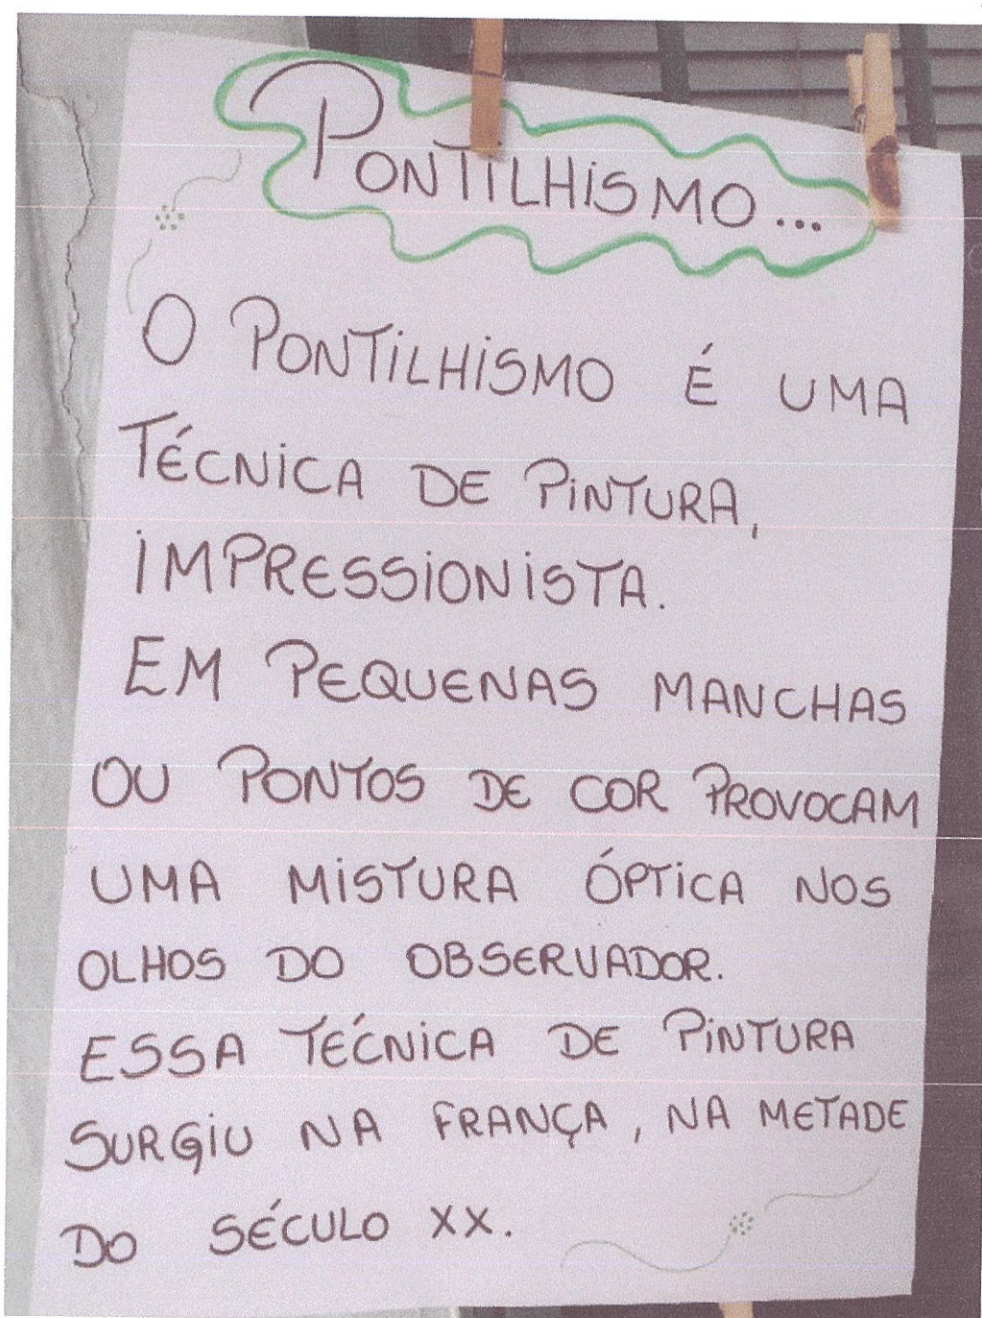 PONTILHISMO...
O PONTILHISMO É UMA
TÉCNICA DE PINTURA,
IMPRESSIONISTA.
EM PEQUENAS MANCHAS
OU PONTOS DE COR PROVOCAM
UMA MISTURA ÓPTICA NOS
OLHOS DO OBSERVADOR.
ESSA TÉCNICA DE PINTURA
SURGIU NA FRANÇA, NA METADE
DO SÉCULO XX.